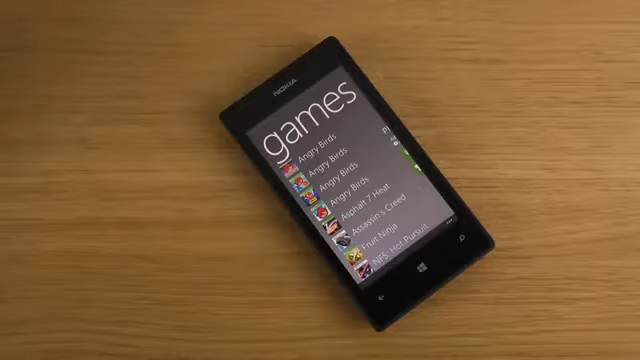 NOKIA
games
Angry Birds
Angry Birds
Angry Birds
Angry Birds
Asphalt 7 Heat
Assassin's Creed
Fruit Ninja
NFS: Hot Pursuit